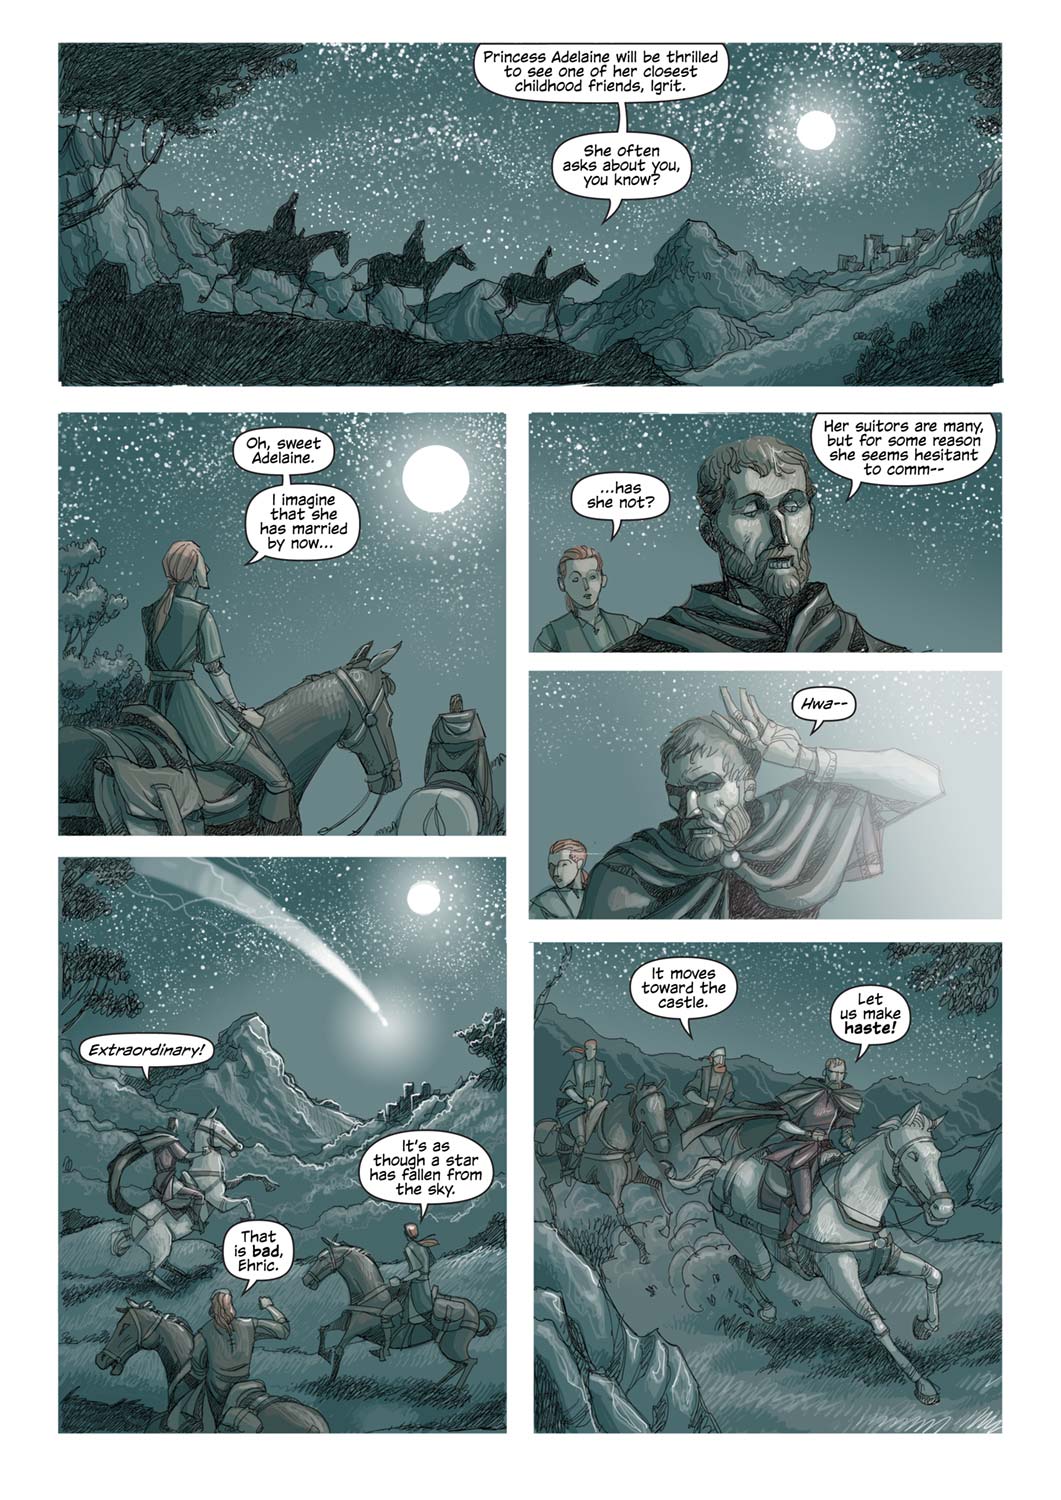 Princess Adelaine will be thrilled
to see one of her closest
childhood friends, Igrit.
She often
asks about you,
you know?
Oh, sweet
Adelaine.
I imagine
that she
has married
by now...
...has
she not?
Her suitors are many,
but for some reason
she seems hesitant
to comm--
Hwa--
Extraordinary!
It's as
though a star
has fallen from
the sky.
That
is bad,
Ehric.
It moves
toward the
castle.
Let
us make
haste!